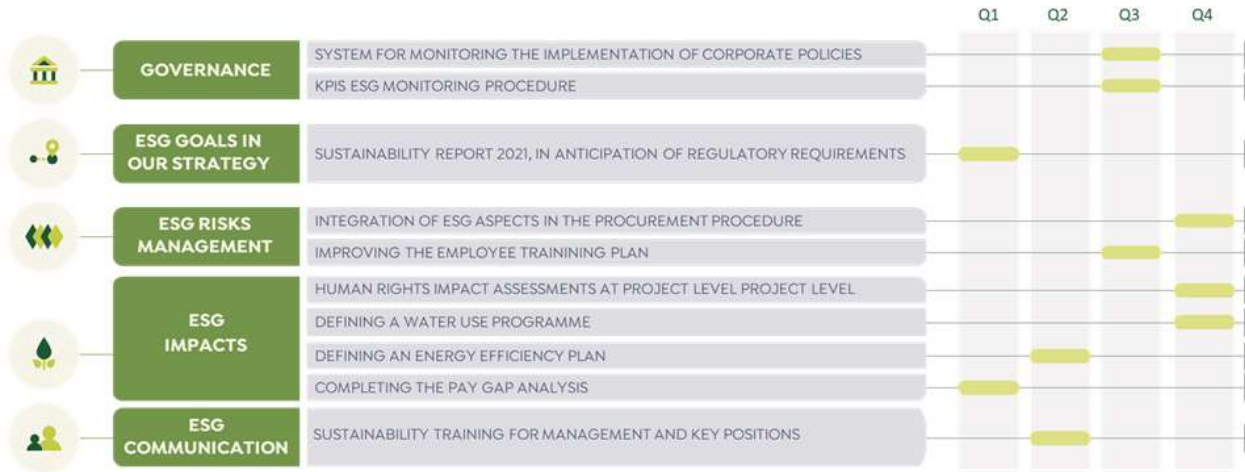 Q1 Q2 Q3 Q4
GOVERNANCE
SYSTEM FOR MONITORING THE IMPLEMENTATION OF CORPORATE POLICIES
KPIS ESG MONITORING PROCEDURE
ESG GOALS IN
OUR STRATEGY
SUSTAINABILITY REPORT 2021, IN ANTICIPATION OF REGULATORY REQUIREMENTS
ESG RISKS
MANAGEMENT
INTEGRATION OF ESG ASPECTS IN THE PROCUREMENT PROCEDURE
IMPROVING THE EMPLOYEE TRAINING PLAN
ESG
IMPACTS
HUMAN RIGHTS IMPACT ASSESSMENTS AT PROJECT LEVEL PROJECT LEVEL
DEFINING A WATER USE PROGRAMME
DEFINING AN ENERGY EFFICIENCY PLAN
COMPLETING THE PAY GAP ANALYSIS
ESG
COMMUNICATION
SUSTAINABILITY TRAINING FOR MANAGEMENT AND KEY POSITIONS